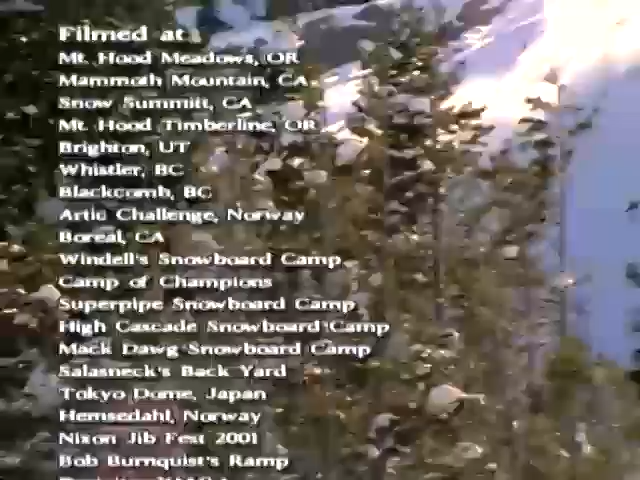 Filmed at:
Mt. Hood Meadows, OR
Mammoth Mountain, CA
Snow Summitt, CA
Mt. Hood Timberline, OR
Brighton, UT
Whistler, BC
Blackcomb, BC
Artic Challenge, Norway
Boreal, CA
Windell's Snowboard Camp
Camp of Champions
Superpipe Snowboard Camp
High Cascade Snowboard Camp
Mack Dawg Snowboard Camp
Salasneck's Back Yard
Tokyo Dome, Japan
Hemsedahl, Norway
Nixon Jib Fest 2001
Bob Burnquist's Ramp